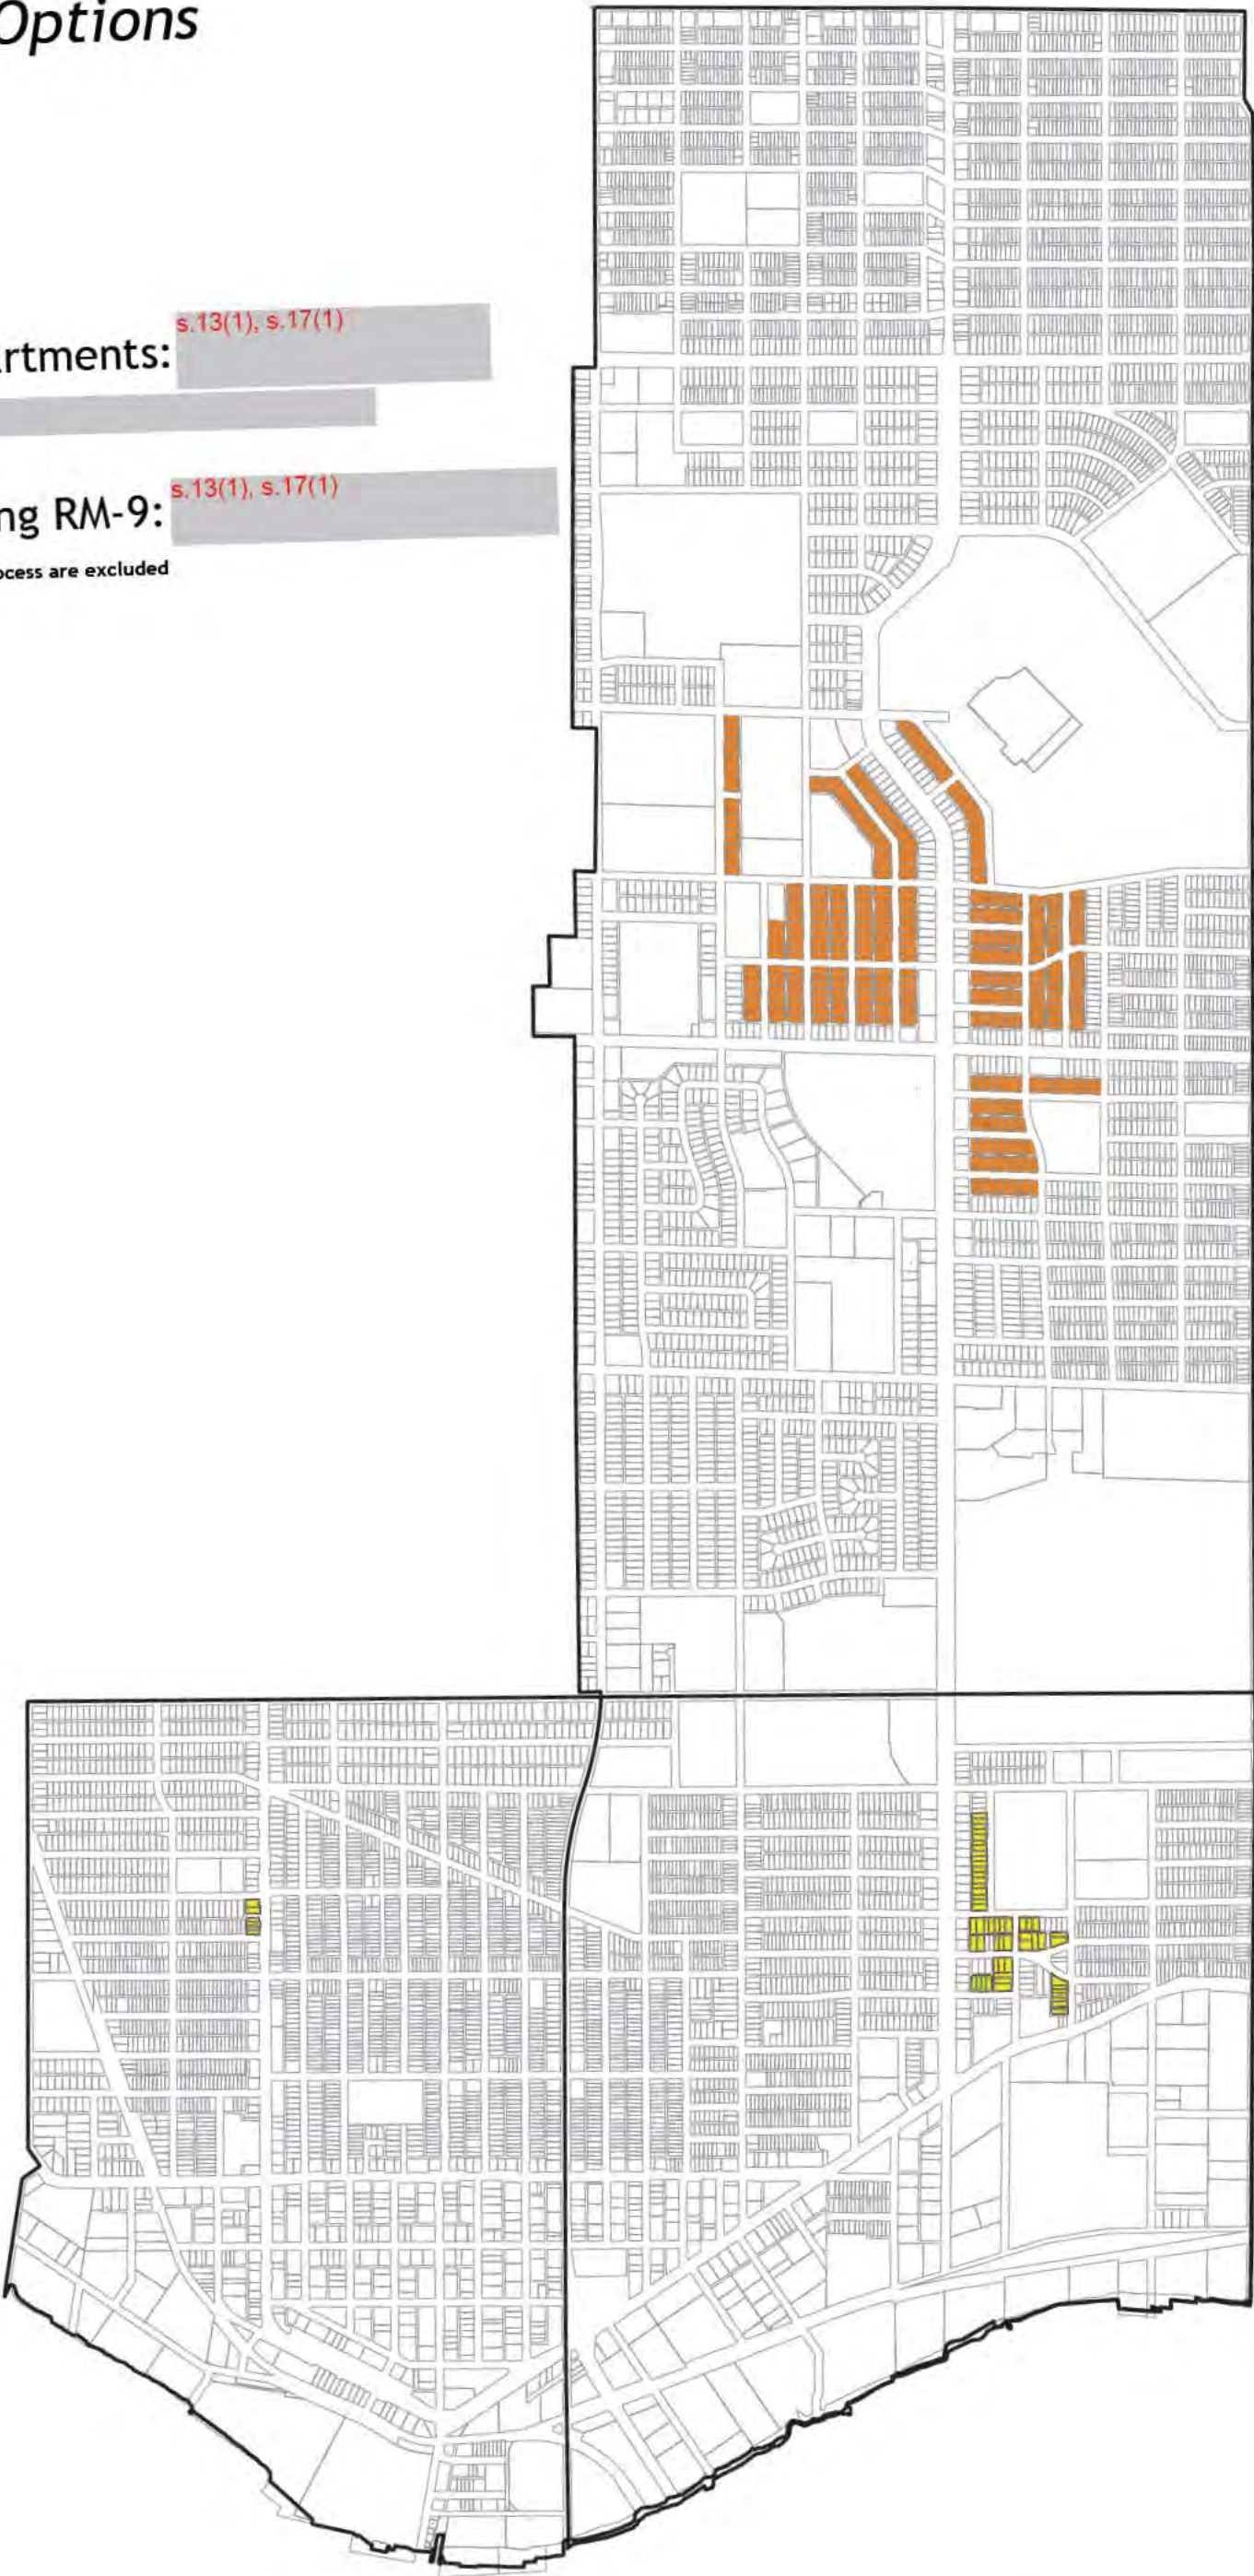 Options
rtments: s.13(1), s.17(1)
ng RM-9: s.13(1), s.17(1)
ocess are excluded